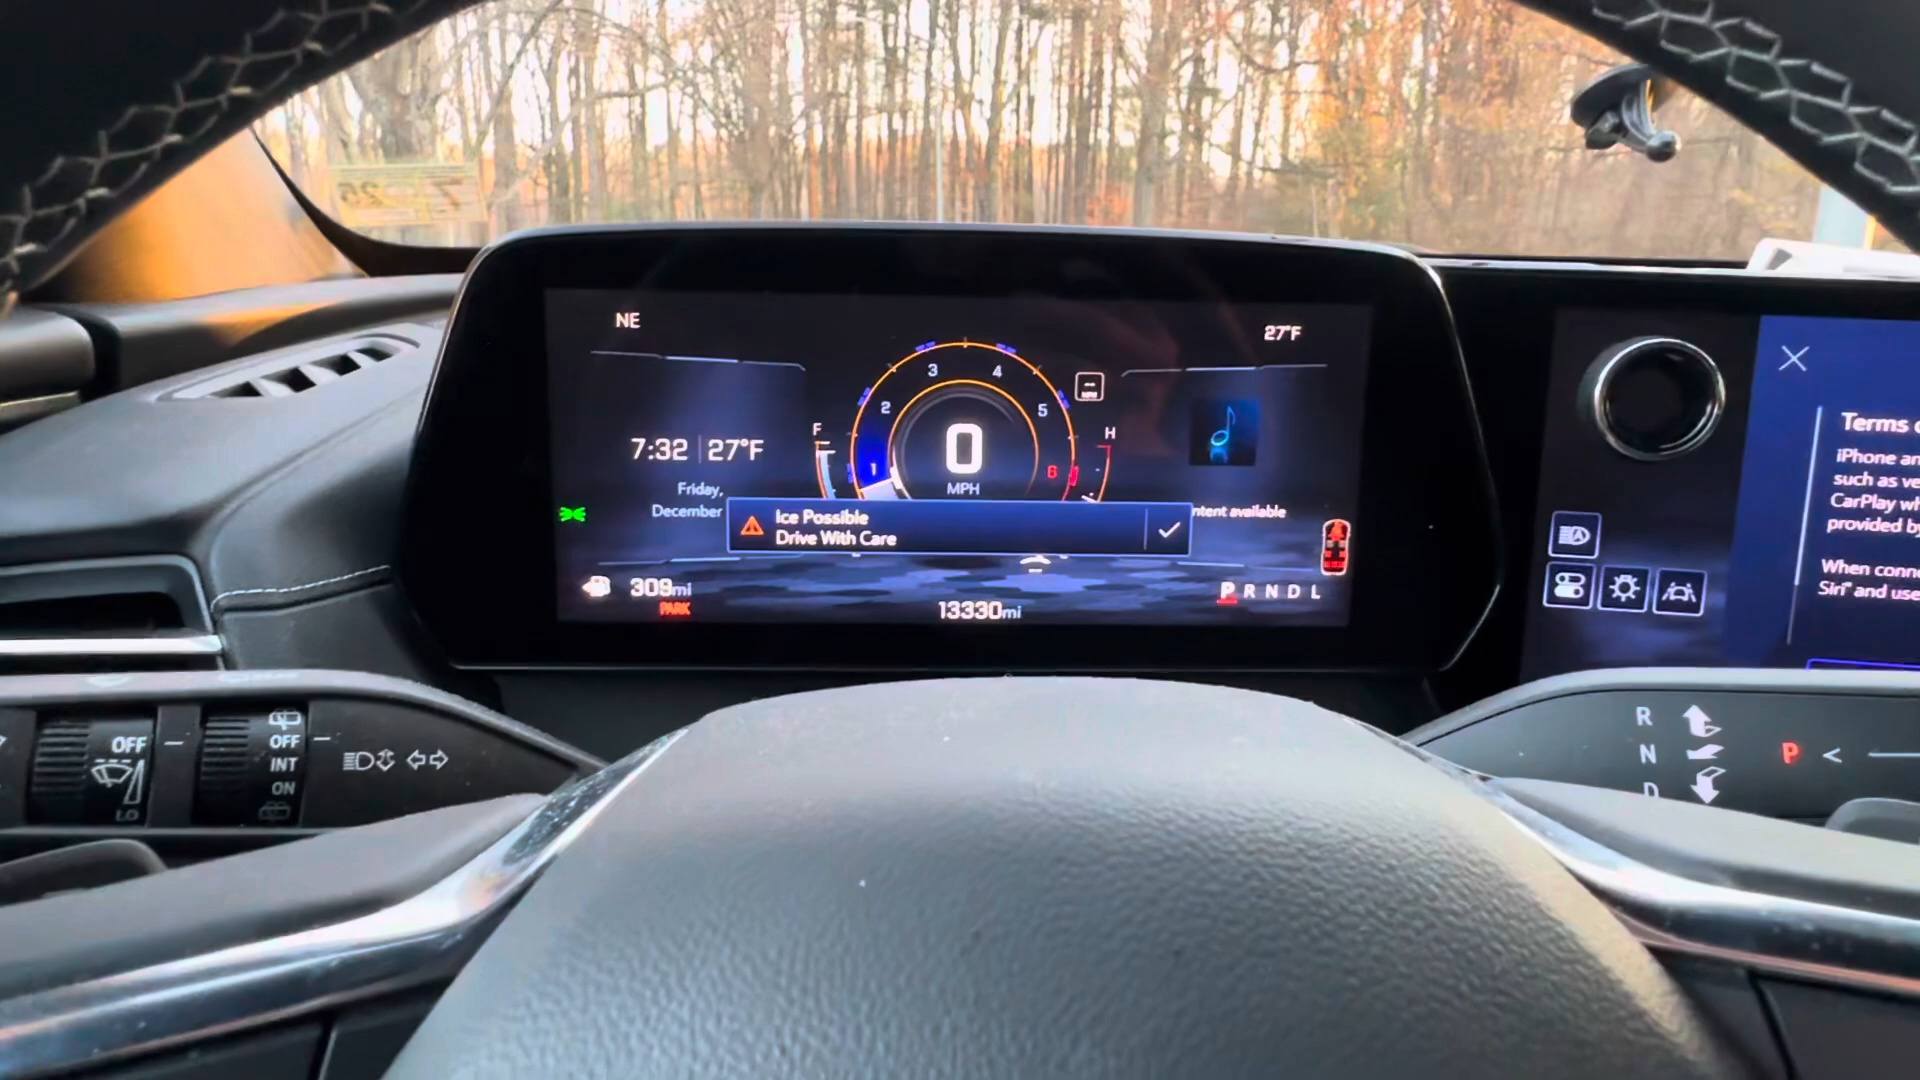 NE
27°F
3
4
2
5
1
6
F
H
0
MPH
7:32
27°F
Friday,
December
Ice Possible
Drive With Care
ntent available
309mi
PARK
13330mi
P R N D L
Terms
iPhone an
such as ve
CarPlay wh
provided by
When conne
Siri® and use
OFF
LO
OFF
INT
ON
R
N
D
P <